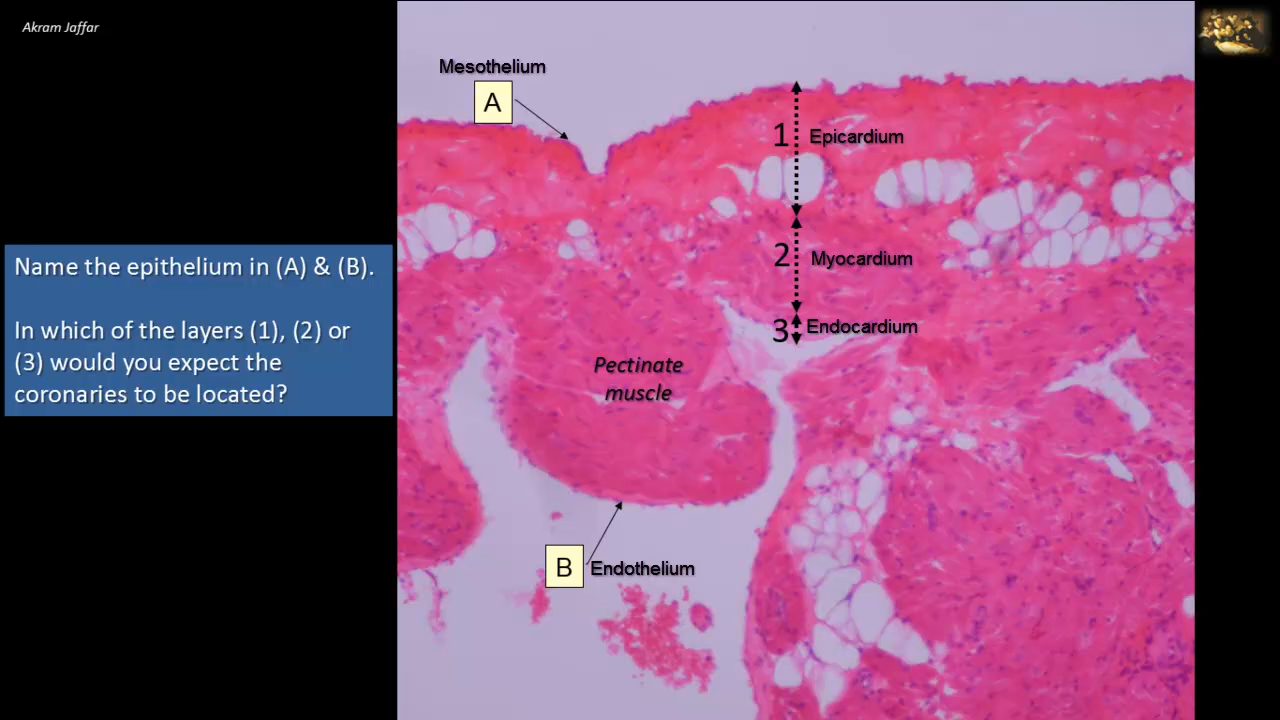 Akram Jaffar
Mesothelium
A
1 Epicardium
2 Myocardium
3 Endocardium
Name the epithelium in (A) & (B).
In which of the layers (1), (2) or
(3) would you expect the
coronaries to be located?
Pectinate
muscle
B Endothelium